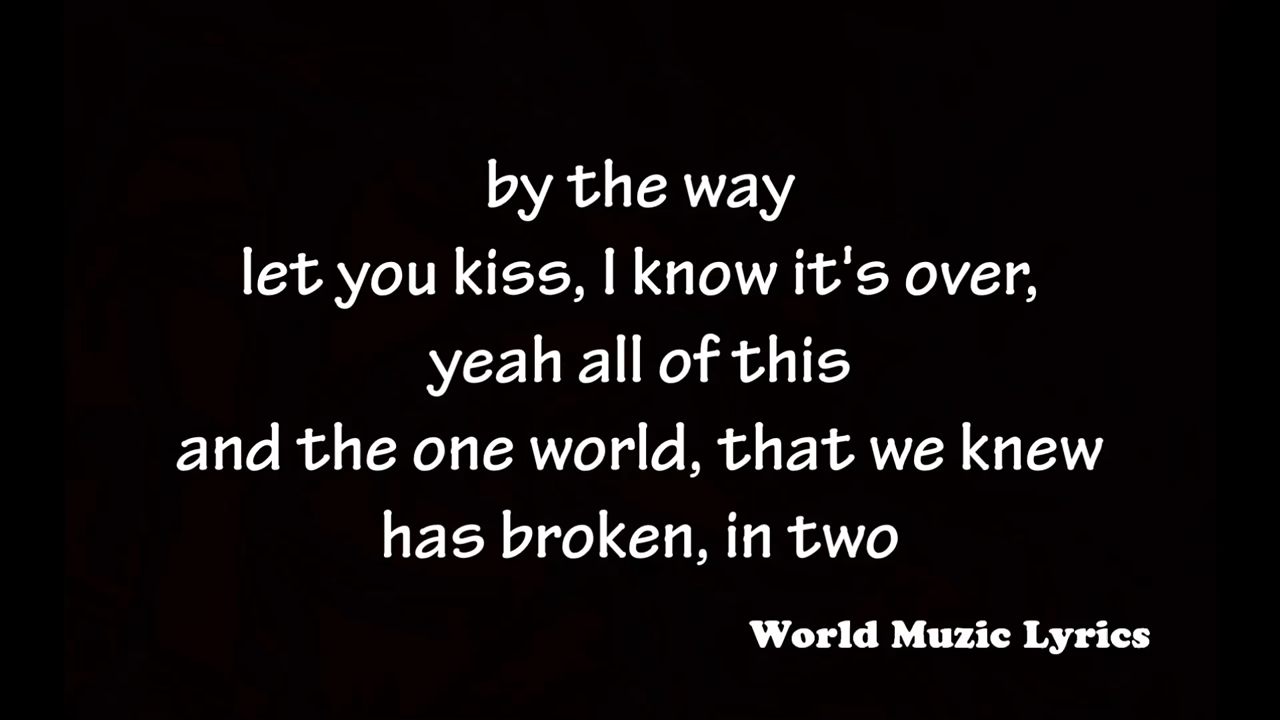 by the way
let you kiss, I know it's over,
yeah all of this
and the one world, that we knew
has broken, in two
World Muzic Lyrics